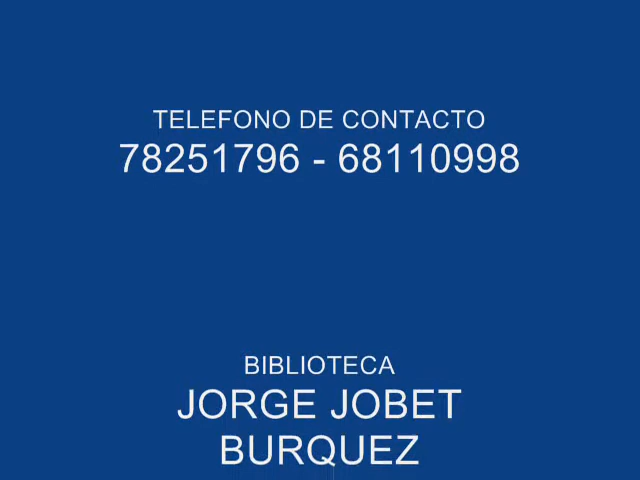 TELEFONO DE CONTACTO
78251796 - 68110998
BIBLIOTECA
JORGE JOBET
BURQUEZ